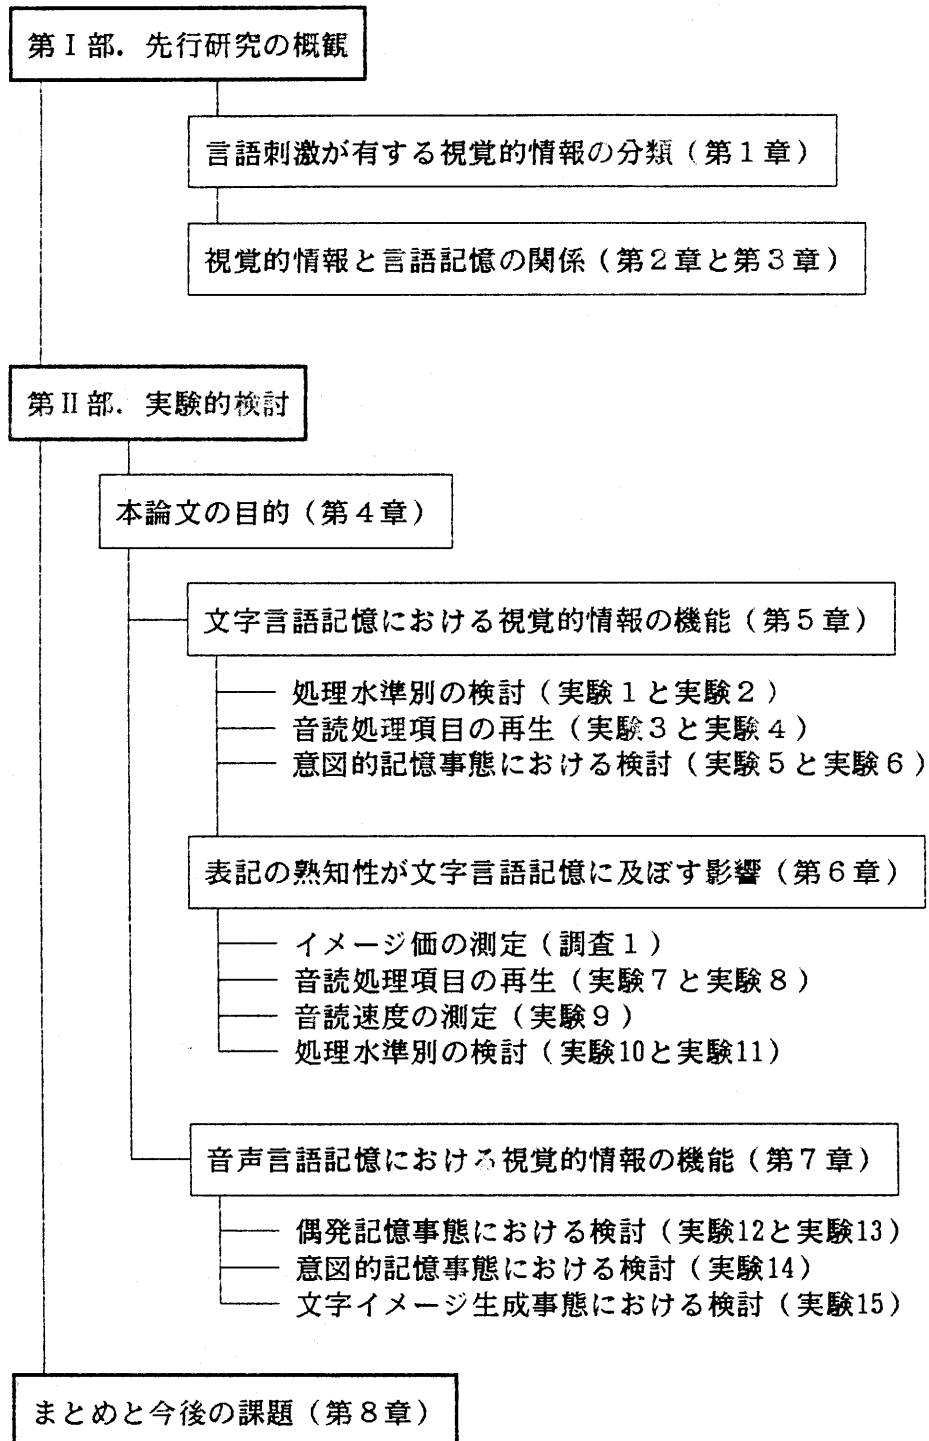 第Ⅰ部．先行研究の概観
言語刺激が有する視覚的情報の分類（第１章）
視覚的情報と言語記憶の関係（第２章と第３章）
第Ⅱ部．実験的検討
本論文の目的（第４章）
文字言語記憶における視覚的情報の機能（第５章）
処理水準別の検討（実験１と実験２）
音読処理項目の再生（実験３と実験４）
意図的記憶事態における検討（実験５と実験６）
表記の熟知性が文字言語記憶に及ぼす影響（第６章）
イメージ価の測定（調査１）
音読処理項目の再生（実験７と実験８）
音読速度の測定（実験９）
処理水準別の検討（実験10と実験11）
音声言語記憶における視覚的情報の機能（第７章）
偶発記憶事態における検討（実験12と実験13）
意図的記憶事態における検討（実験14）
文字イメージ生成事態における検討（実験15）
まとめと今後の課題（第８章）